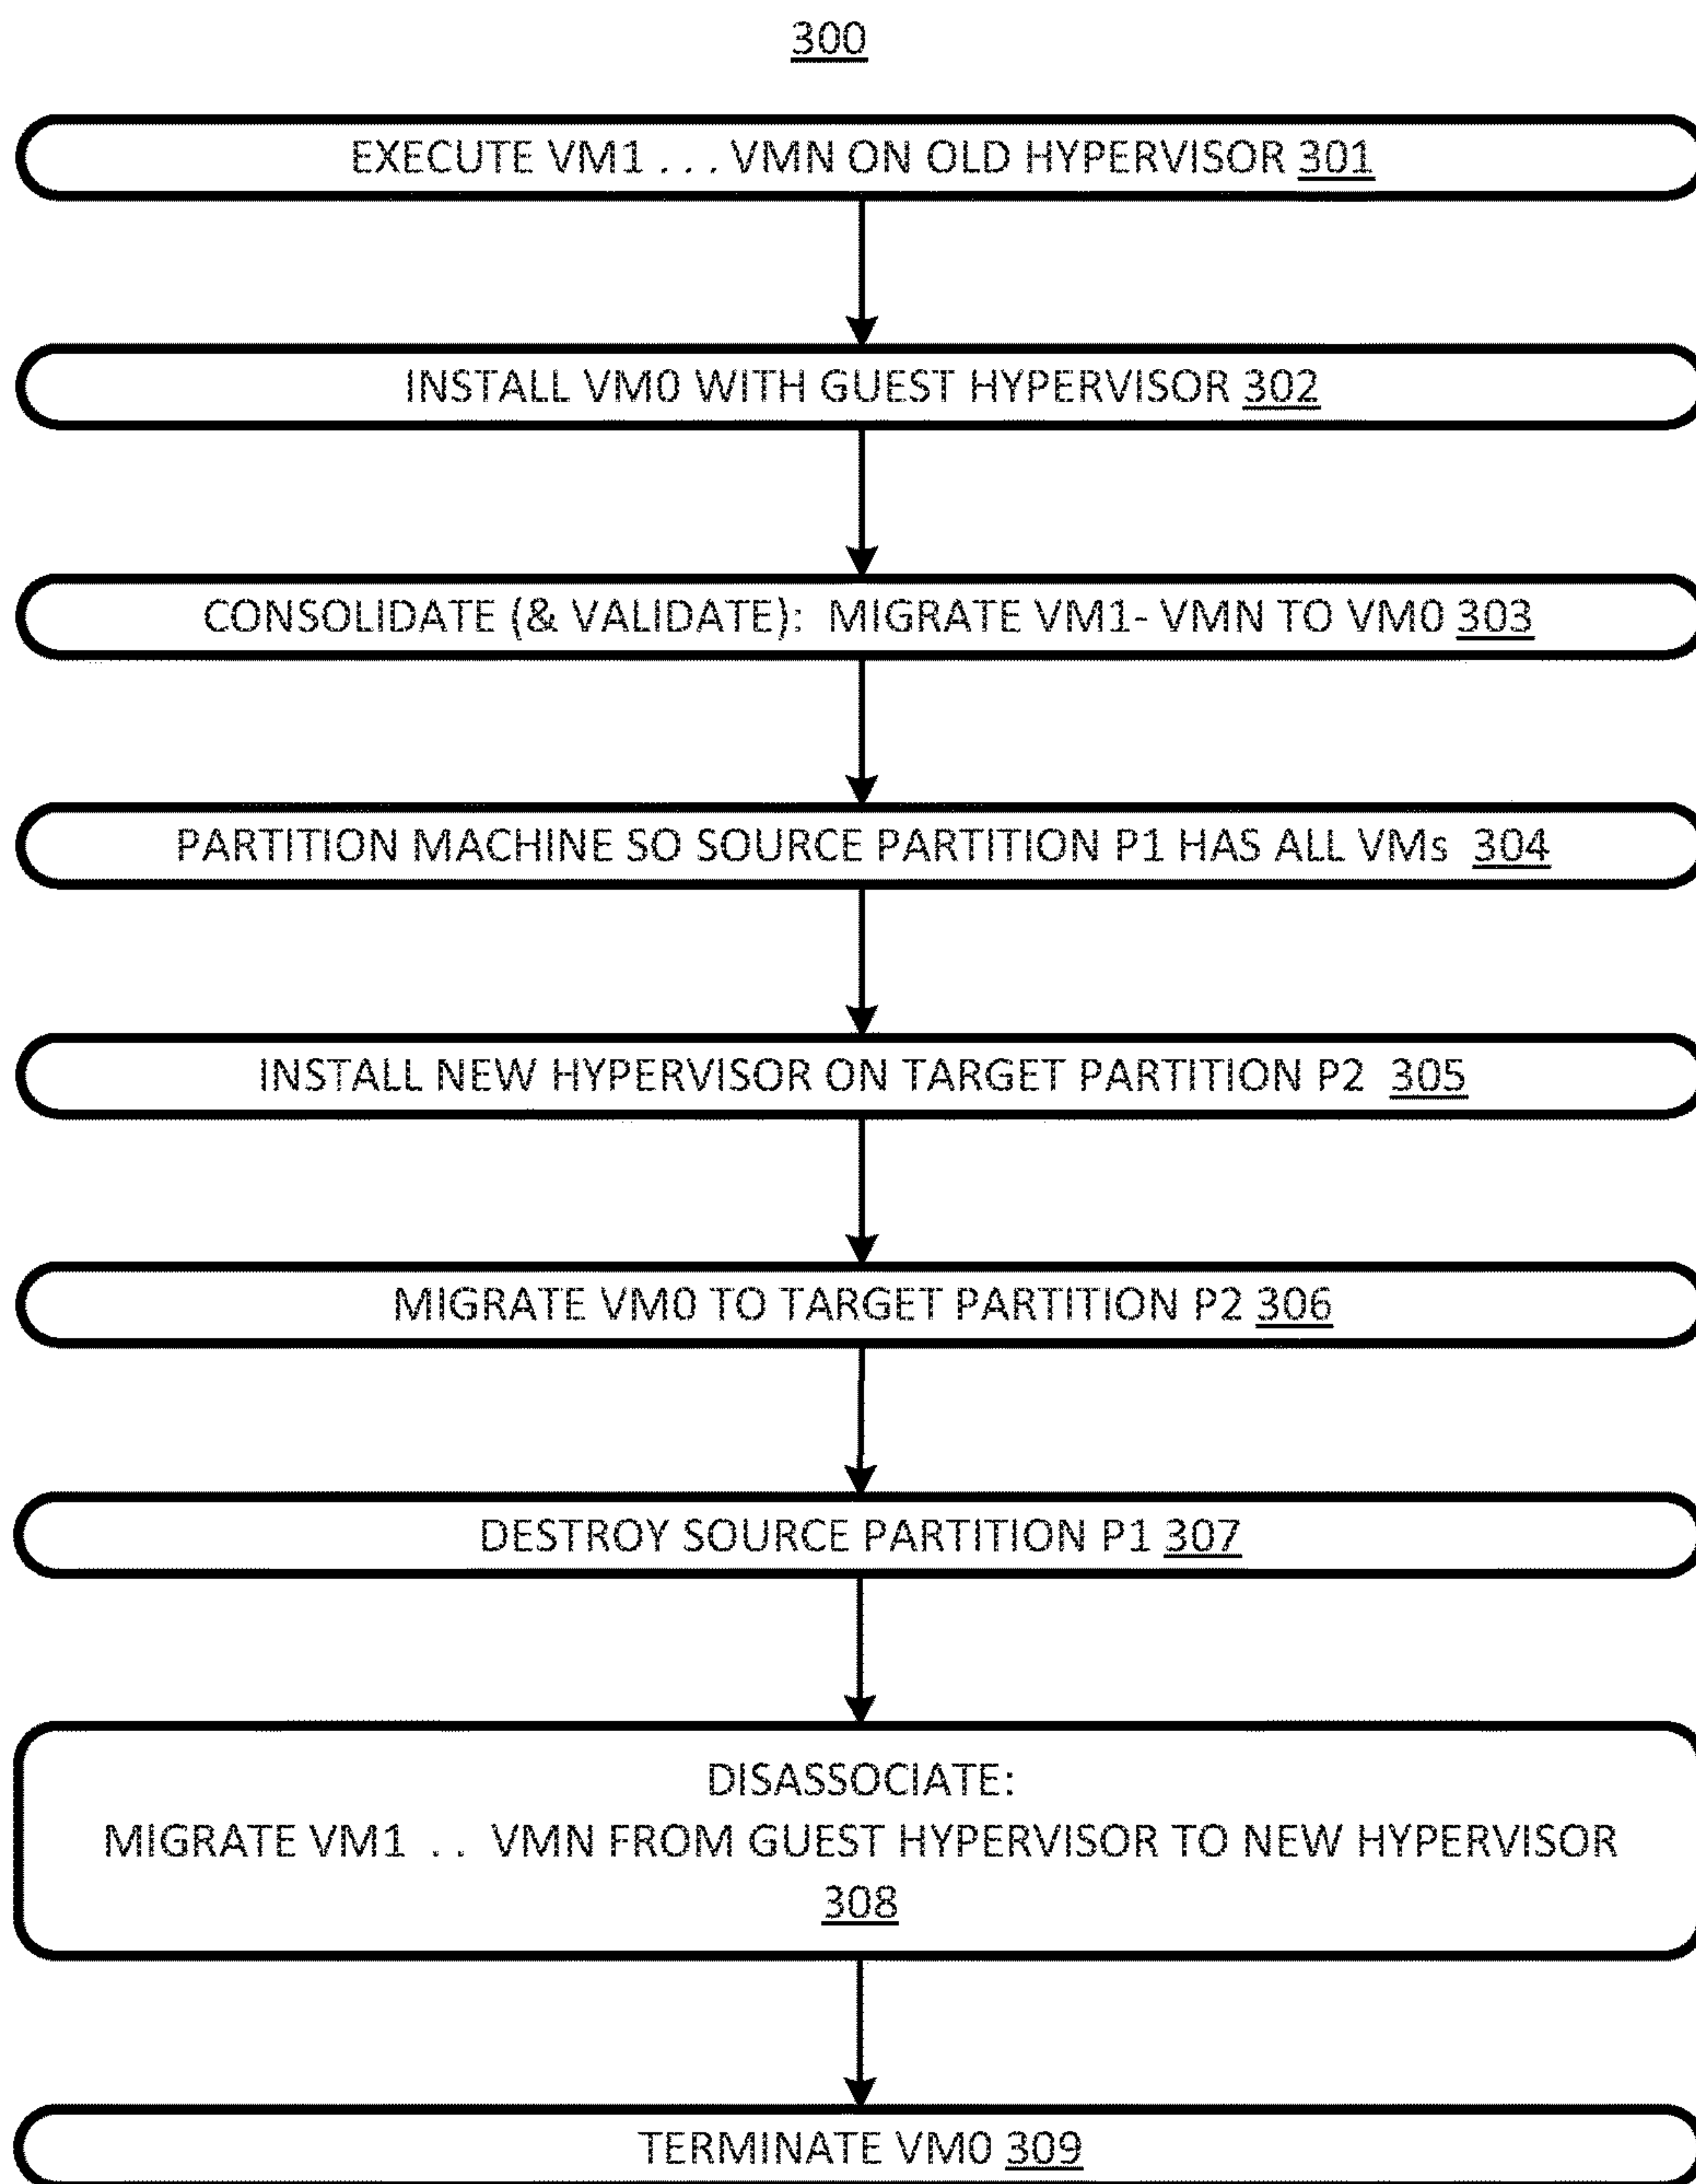 300
EXECUTE VM1 . . . VMN ON OLD HYPERVISOR 301
INSTALL VM0 WITH GUEST HYPERVISOR 302
CONSOLIDATE (& VALIDATE): MIGRATE VM1- VMN TO VM0 303
PARTITION MACHINE SO SOURCE PARTITION P1 HAS ALL VMs 304
INSTALL NEW HYPERVISOR ON TARGET PARTITION P2 305
MIGRATE VM0 TO TARGET PARTITION P2 306
DESTROY SOURCE PARTITION P1 307
DISASSOCIATE:
MIGRATE VM1 . . VMN FROM GUEST HYPERVISOR TO NEW HYPERVISOR
308
TERMINATE VM0 309